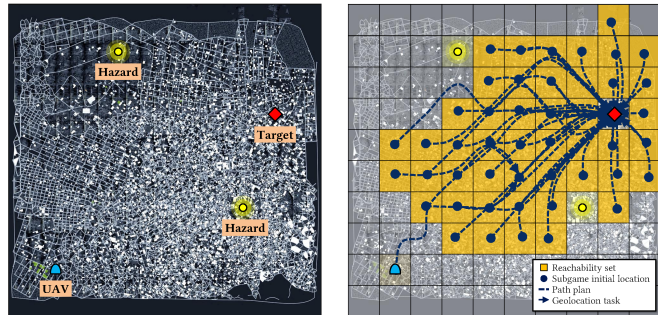 Hazard
Target
Hazard
UAV
Reachability set
Subgame initial location
Path plan
Geolocation task